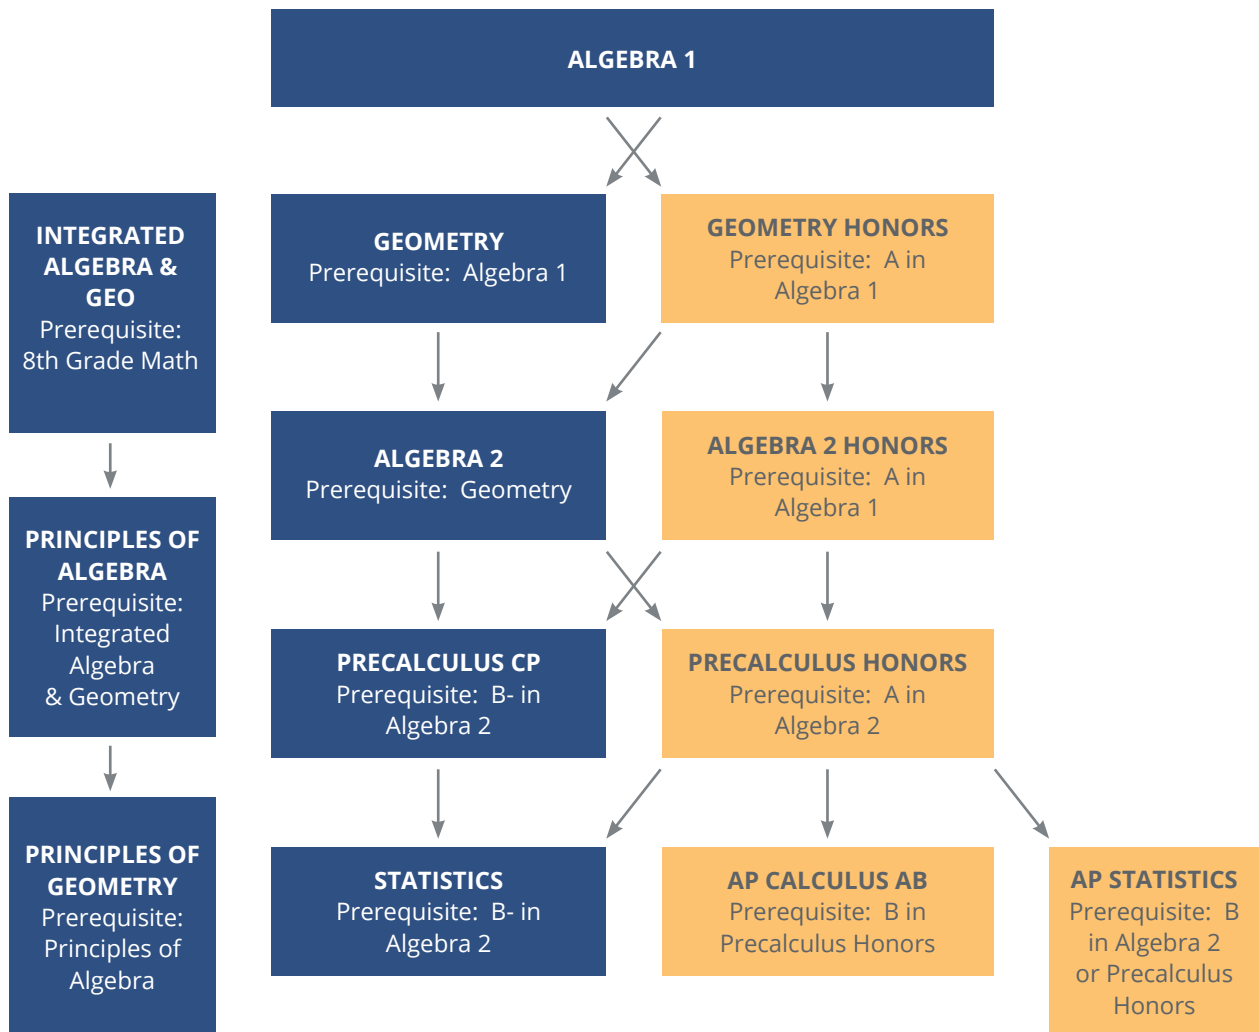 ALGEBRA 1
INTEGRATED
ALGEBRA &
GEO
Prerequisite:
8th Grade Math
GEOMETRY
Prerequisite: Algebra 1
GEOMETRY HONORS
Prerequisite: A in
Algebra 1
ALGEBRA 2
Prerequisite: Geometry
ALGEBRA 2 HONORS
Prerequisite: A in
Algebra 1
PRINCIPLES OF
ALGEBRA
Prerequisite:
Integrated
Algebra
& Geometry
PRECALCULUS CP
Prerequisite: B- in
Algebra 2
PRECALCULUS HONORS
Prerequisite: A in
Algebra 2
PRINCIPLES OF
GEOMETRY
Prerequisite:
Principles of
Algebra
STATISTICS
Prerequisite: B- in
Algebra 2
AP CALCULUS AB
Prerequisite: B in
Precalculus Honors
AP STATISTICS
Prerequisite: B
in Algebra 2
or Precalculus
Honors